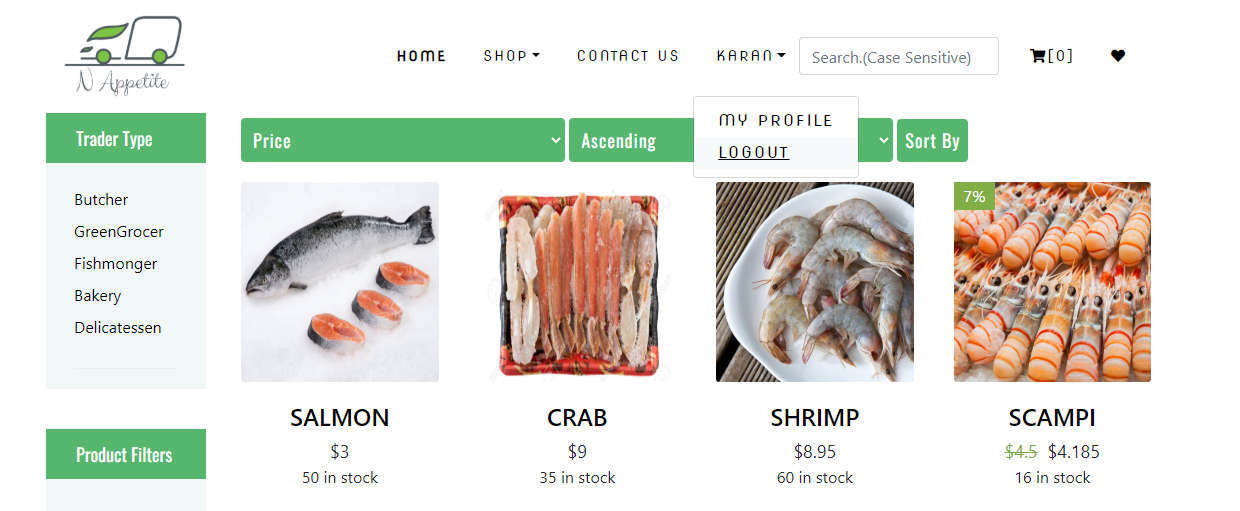 N Appetite
HOME
SHOP
CONTACT US
KARAN
Search.(Case Sensitive)
[0]
MY PROFILE
LOGOUT
Trader Type
Butcher
GreenGrocer
Fishmonger
Bakery
Delicatessen
Product Filters
Price
Ascending
Sort By
7%
SALMON
$3
50 in stock
CRAB
$9
35 in stock
SHRIMP
$8.95
60 in stock
SCAMPI
$4.5 $4.185
16 in stock